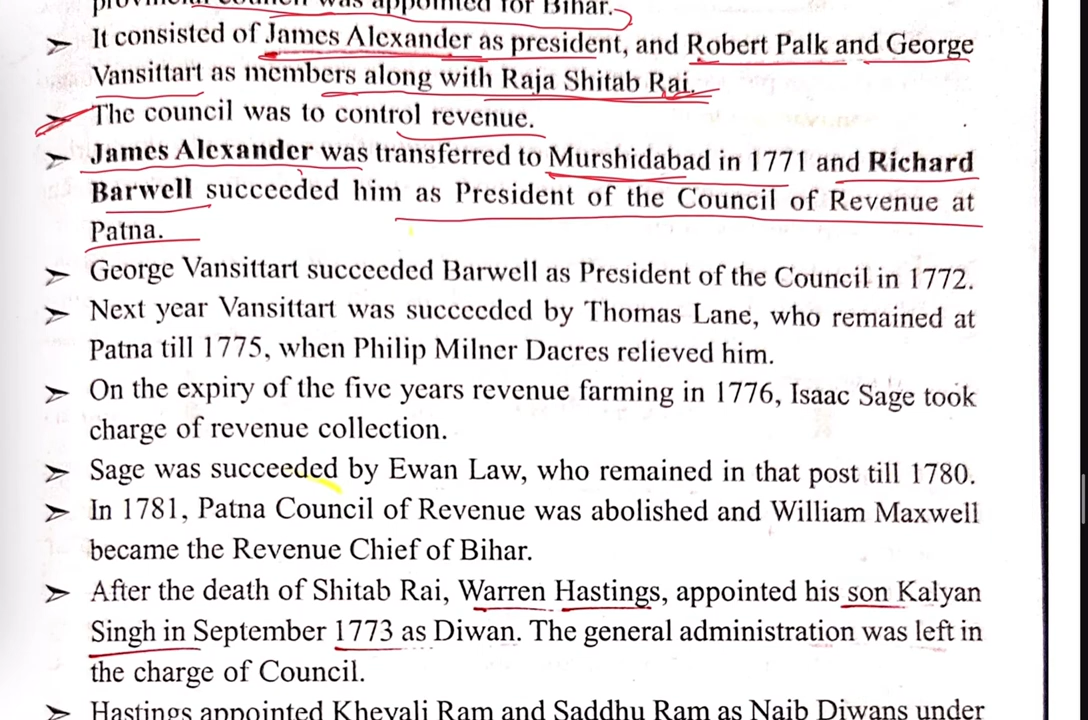 provincial council was appointed for Bihar.
➤ It consisted of James Alexander as president, and Robert Palk and George
Vansittart as members along with Raja Shitab Rai.
➤ The council was to control revenue.
➤ James Alexander was transferred to Murshidabad in 1771 and Richard
Barwell succeeded him as President of the Council of Revenue at
Patna.
➤ George Vansittart succeeded Barwell as President of the Council in 1772.
➤ Next year Vansittart was succeeded by Thomas Lane, who remained at
Patna till 1775, when Philip Milner Dacres relieved him.
➤ On the expiry of the five years revenue farming in 1776, Isaac Sage took
charge of revenue collection.
➤ Sage was succeeded by Ewan Law, who remained in that post till 1780.
➤ In 1781, Patna Council of Revenue was abolished and William Maxwell
became the Revenue Chief of Bihar.
➤ After the death of Shitab Rai, Warren Hastings, appointed his son Kalyan
Singh in September 1773 as Diwan. The general administration was left in
the charge of Council.
➤ Hastings appointed Kheyali Ram and Saddhu Ram as Naib Diwans under